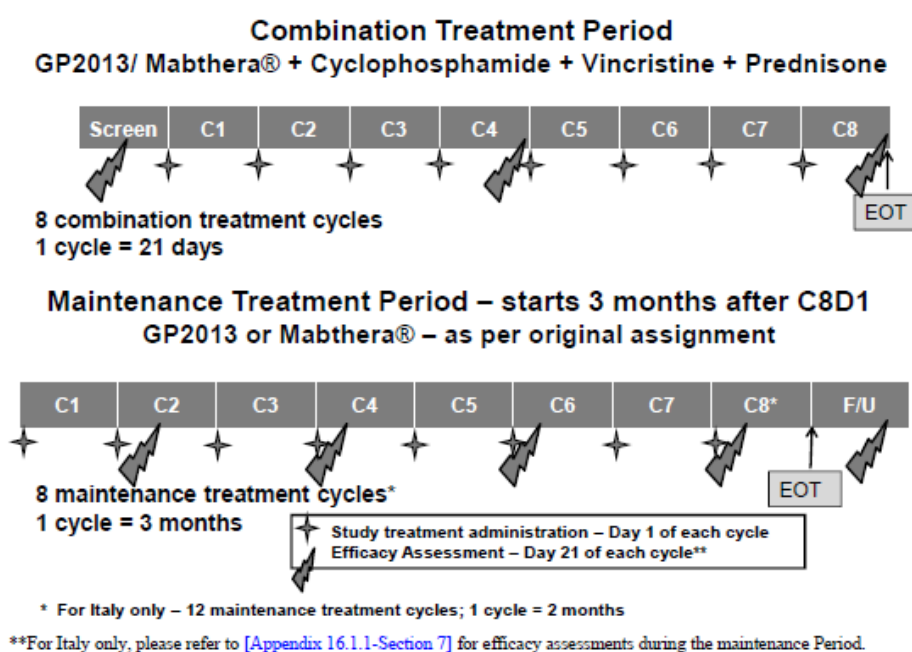 Combination Treatment Period
GP2013/ Mabthera® + Cyclophosphamide + Vincristine + Prednisone
Screen C1 C2 C3 C4 C5 C6 C7 C8
8 combination treatment cycles
1 cycle = 21 days
EOT
Maintenance Treatment Period – starts 3 months after C8D1
GP2013 or Mabthera® – as per original assignment
C1 C2 C3 C4 C5 C6 C7 C8* F/U
8 maintenance treatment cycles*
1 cycle = 3 months
EOT
Study treatment administration – Day 1 of each cycle
Efficacy Assessment – Day 21 of each cycle**
* For Italy only – 12 maintenance treatment cycles; 1 cycle = 2 months
**For Italy only, please refer to [Appendix 16.1.1-Section 7] for efficacy assessments during the maintenance Period.